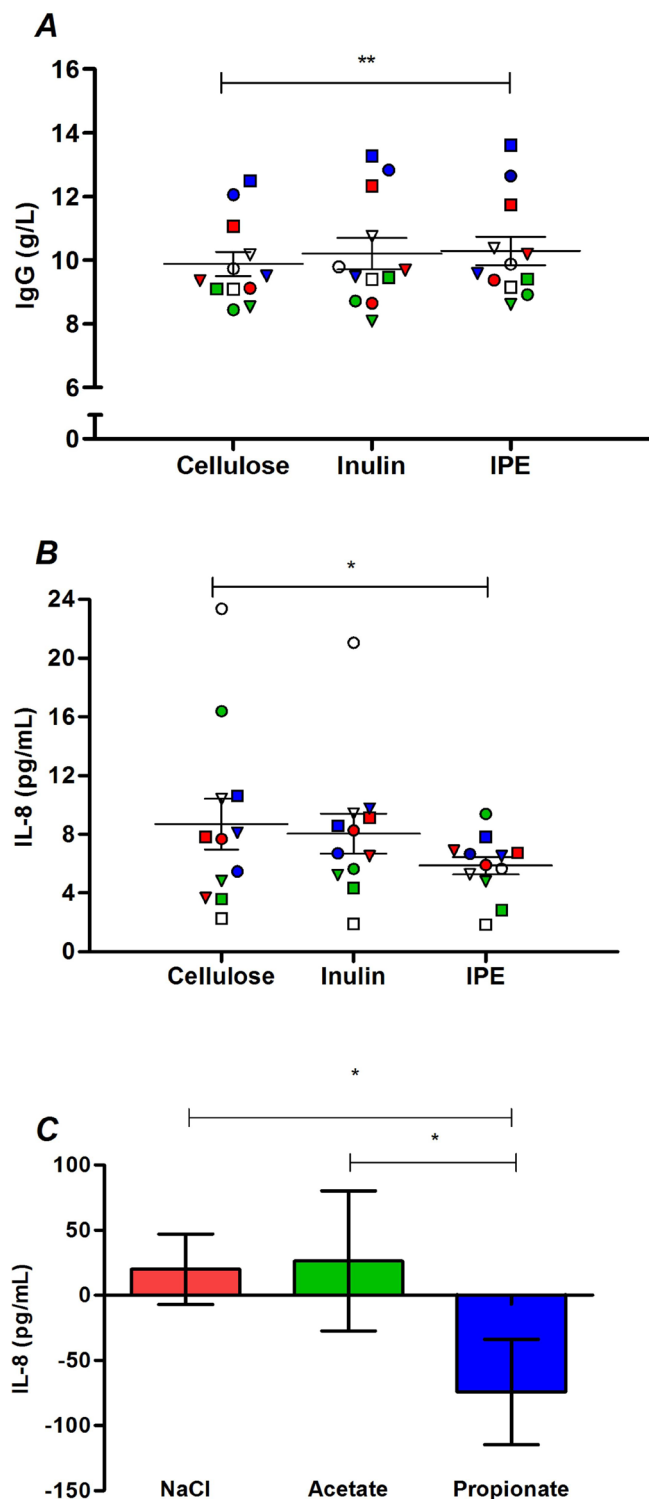 A
**
16
14
12
10
8
6
0
IgG (g/L)
Cellulose Inulin IPE
B
*
24
20
16
12
8
4
0
IL-8 (pg/mL)
Cellulose Inulin IPE
C
*
*
100
50
0
-50
-100
-150
IL-8 (pg/mL)
NaCl Acetate Propionate